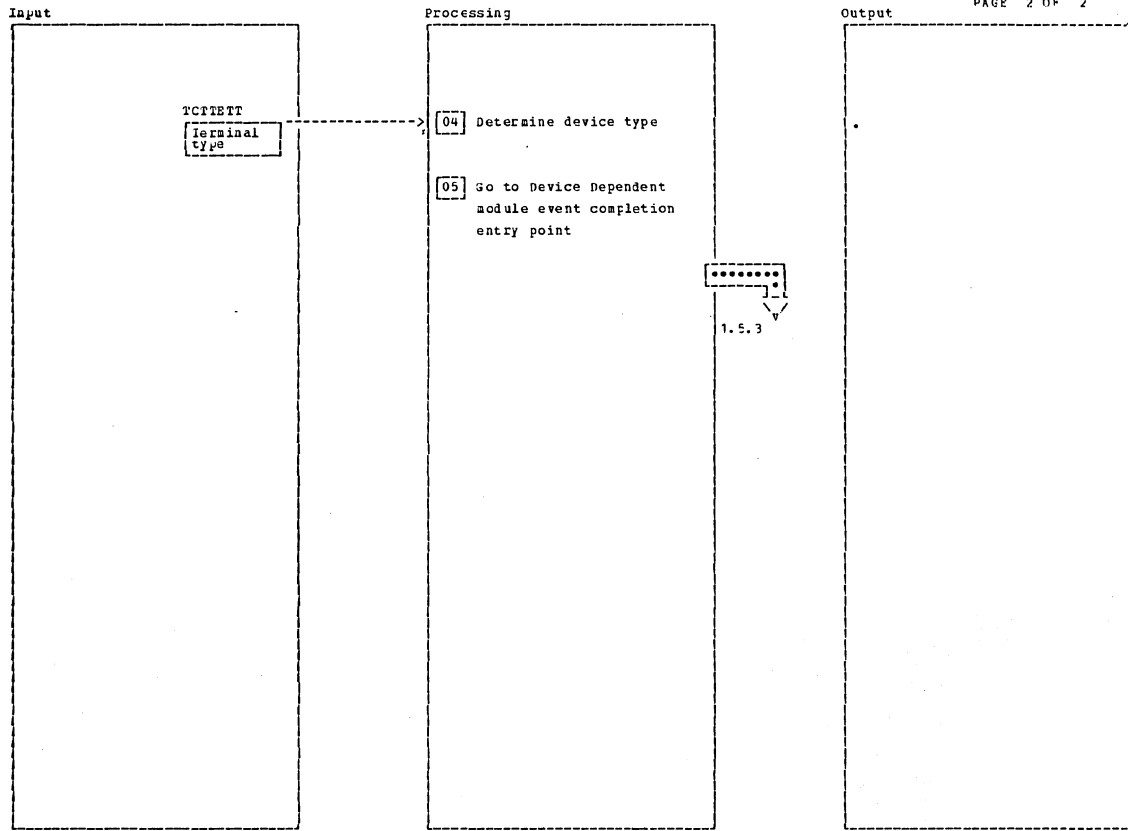 PAGE 2 OF 2
Input
Processing
Output
TCTTETT
Terminal
type
04 Determine device type
05 Go to Device Dependent
module event completion
entry point
1.5.3